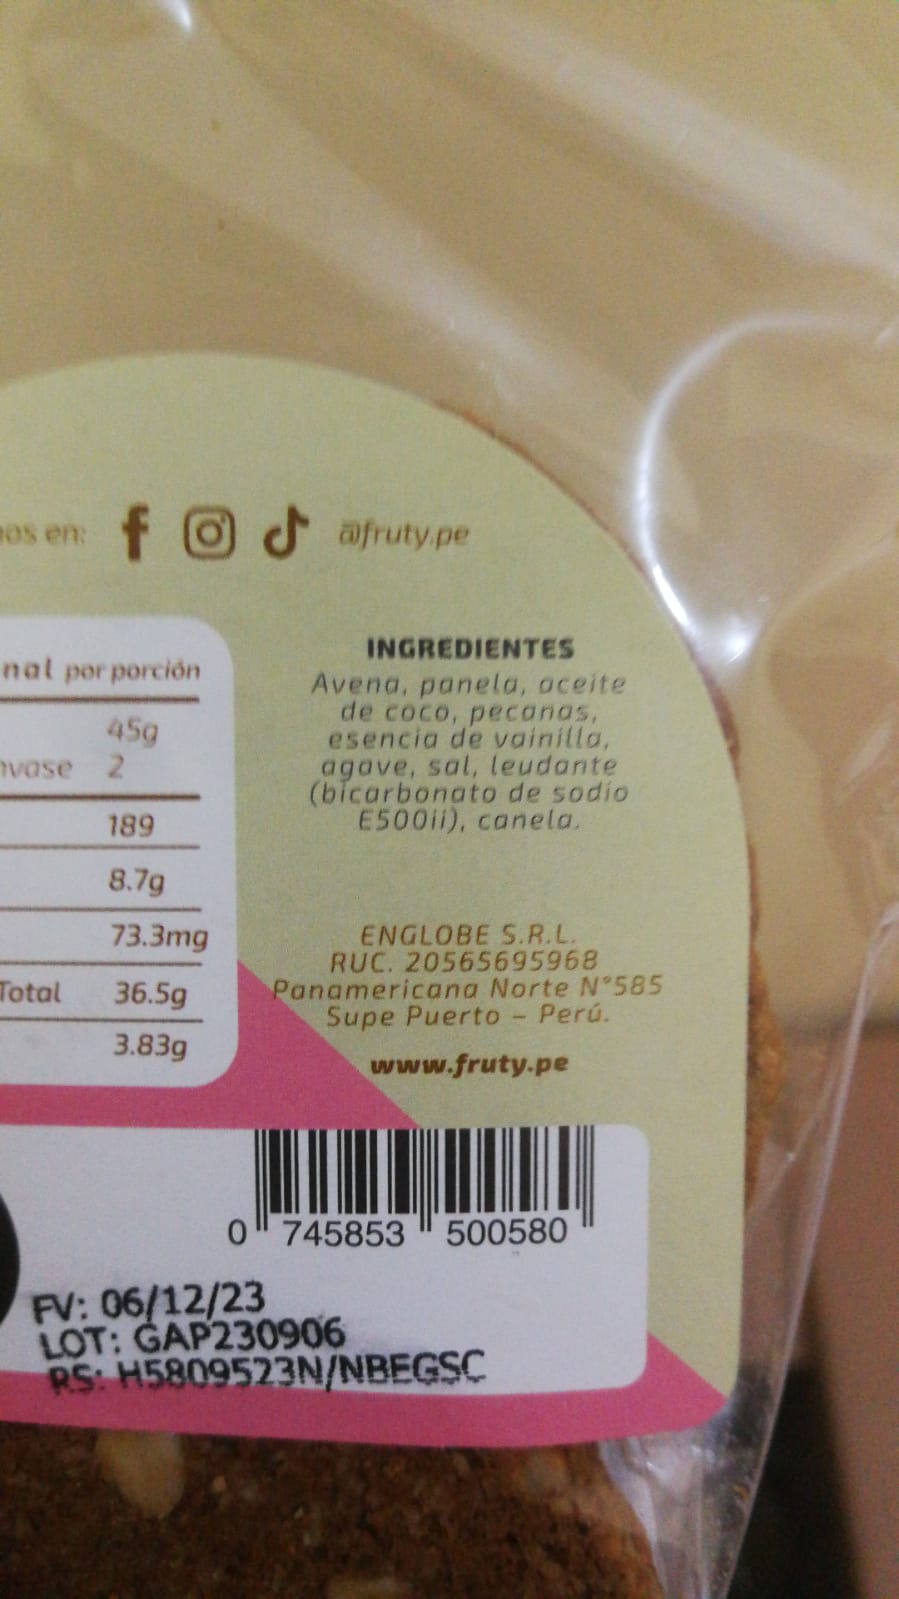 nos en: @fruty.pe
nal por porción
45g
nvase 2
189
8.7g
73.3mg
Total 36.5g
3.83g
INGREDIENTES
Avena, panela, aceite
de coco, pecanas,
esencia de vainilla,
agave, sal, leudante
(bicarbonato de sodio
E500ii), canela.
ENGLOBE S.R.L.
RUC. 20565695968
Panamericana Norte N°585
Supe Puerto – Perú.
www.fruty.pe
0 745853 500580
FV: 06/12/23
LOT: GAP230906
RS: H5809523N/NBEGSC